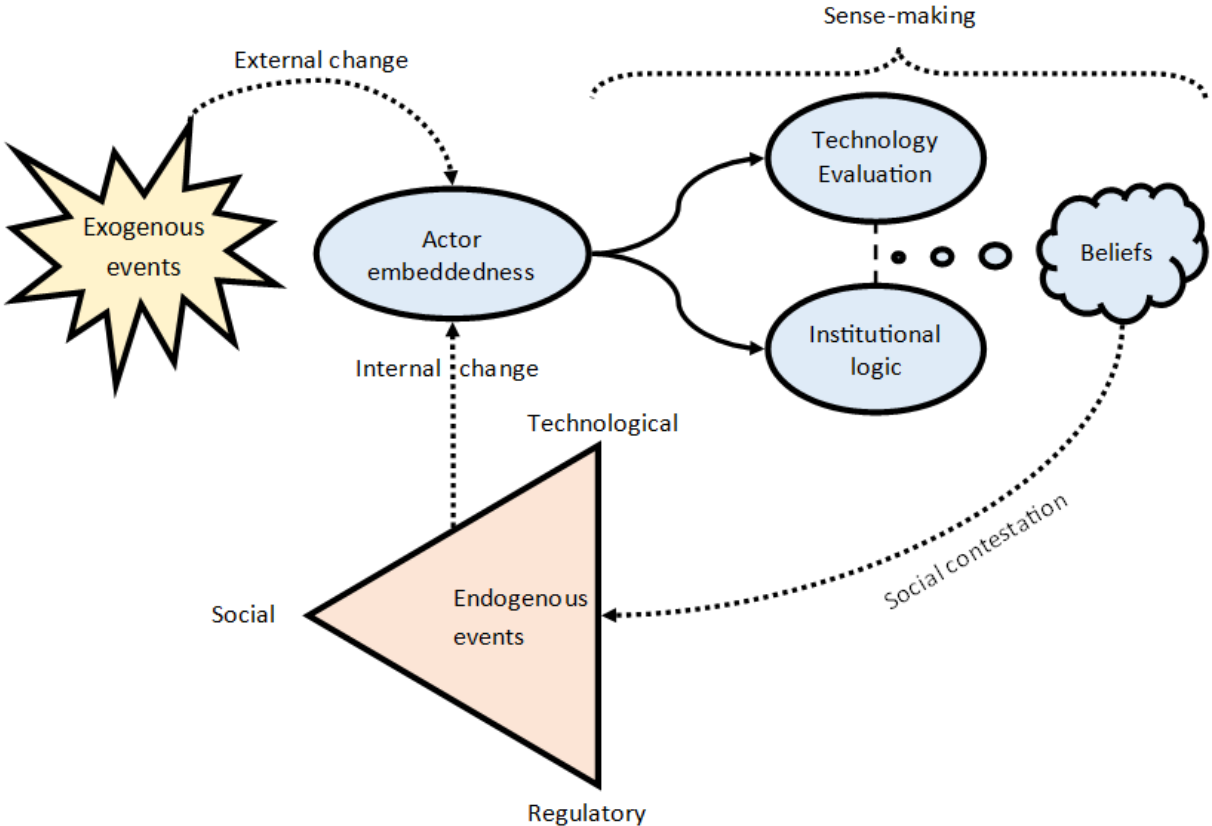 Sense-making
External change
Technology
Evaluation
Exogenous
events
Actor
embeddedness
Beliefs
Institutional
logic
Internal change
Technological
Social contestation
Endogenous
events
Social
Regulatory